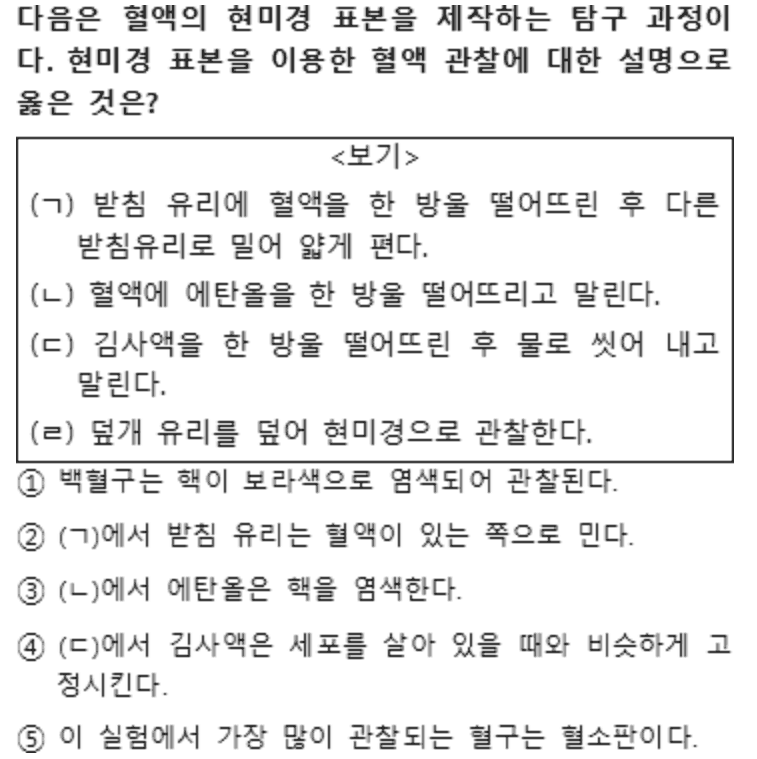 다음은 혈액의 현미경 표본을 제작하는 탐구 과정이
다. 현미경 표본을 이용한 혈액 관찰에 대한 설명으로
옳은 것은?
<보기>
(ㄱ) 받침 유리에 혈액을 한 방울 떨어뜨린 후 다른
받침유리로 밀어 얇게 편다.
(ㄴ) 혈액에 에탄올을 한 방울 떨어뜨리고 말린다.
(ㄷ) 김사액을 한 방울 떨어뜨린 후 물로 씻어 내고
말린다.
(ㄹ) 덮개 유리를 덮어 현미경으로 관찰한다.
① 백혈구는 핵이 보라색으로 염색되어 관찰된다.
② (ㄱ)에서 받침 유리는 혈액이 있는 쪽으로 민다.
③ (ㄴ)에서 에탄올은 핵을 염색한다.
④ (ㄷ)에서 김사액은 세포를 살아 있을 때와 비슷하게 고
정시킨다.
⑤ 이 실험에서 가장 많이 관찰되는 혈구는 혈소판이다.